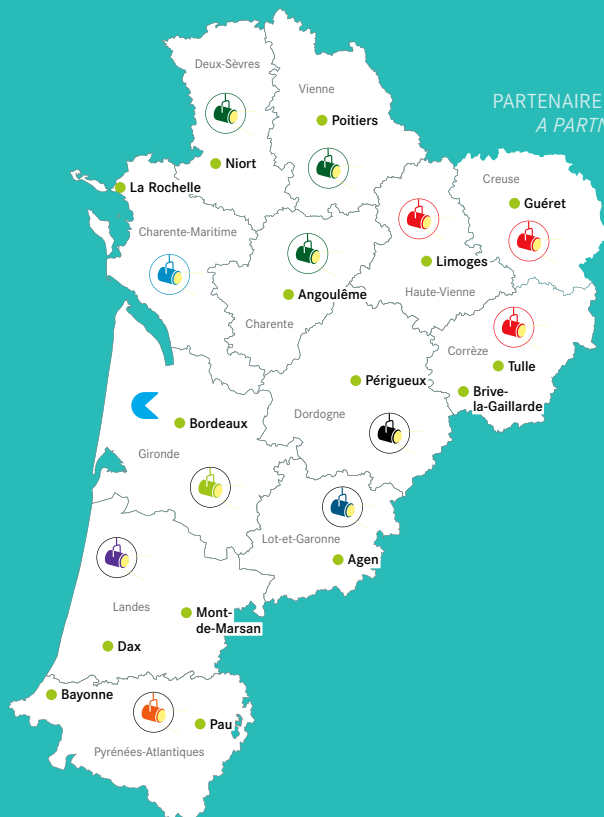 Deux-Sèvres
Vienne
PARTENAIRE
A PARTN
Poitiers
Niort
La Rochelle
Creuse
Guéret
Charente-Maritime
Limoges
Angoulême
Haute-Vienne
Charente
Corrèze
Tulle
Périgueux
Brive-
la-Gaillarde
Dordogne
Bordeaux
Gironde
Lot-et-Garonne
Agen
Landes
Mont-
de-Marsan
Dax
Bayonne
Pau
Pyrénées-Atlantiques